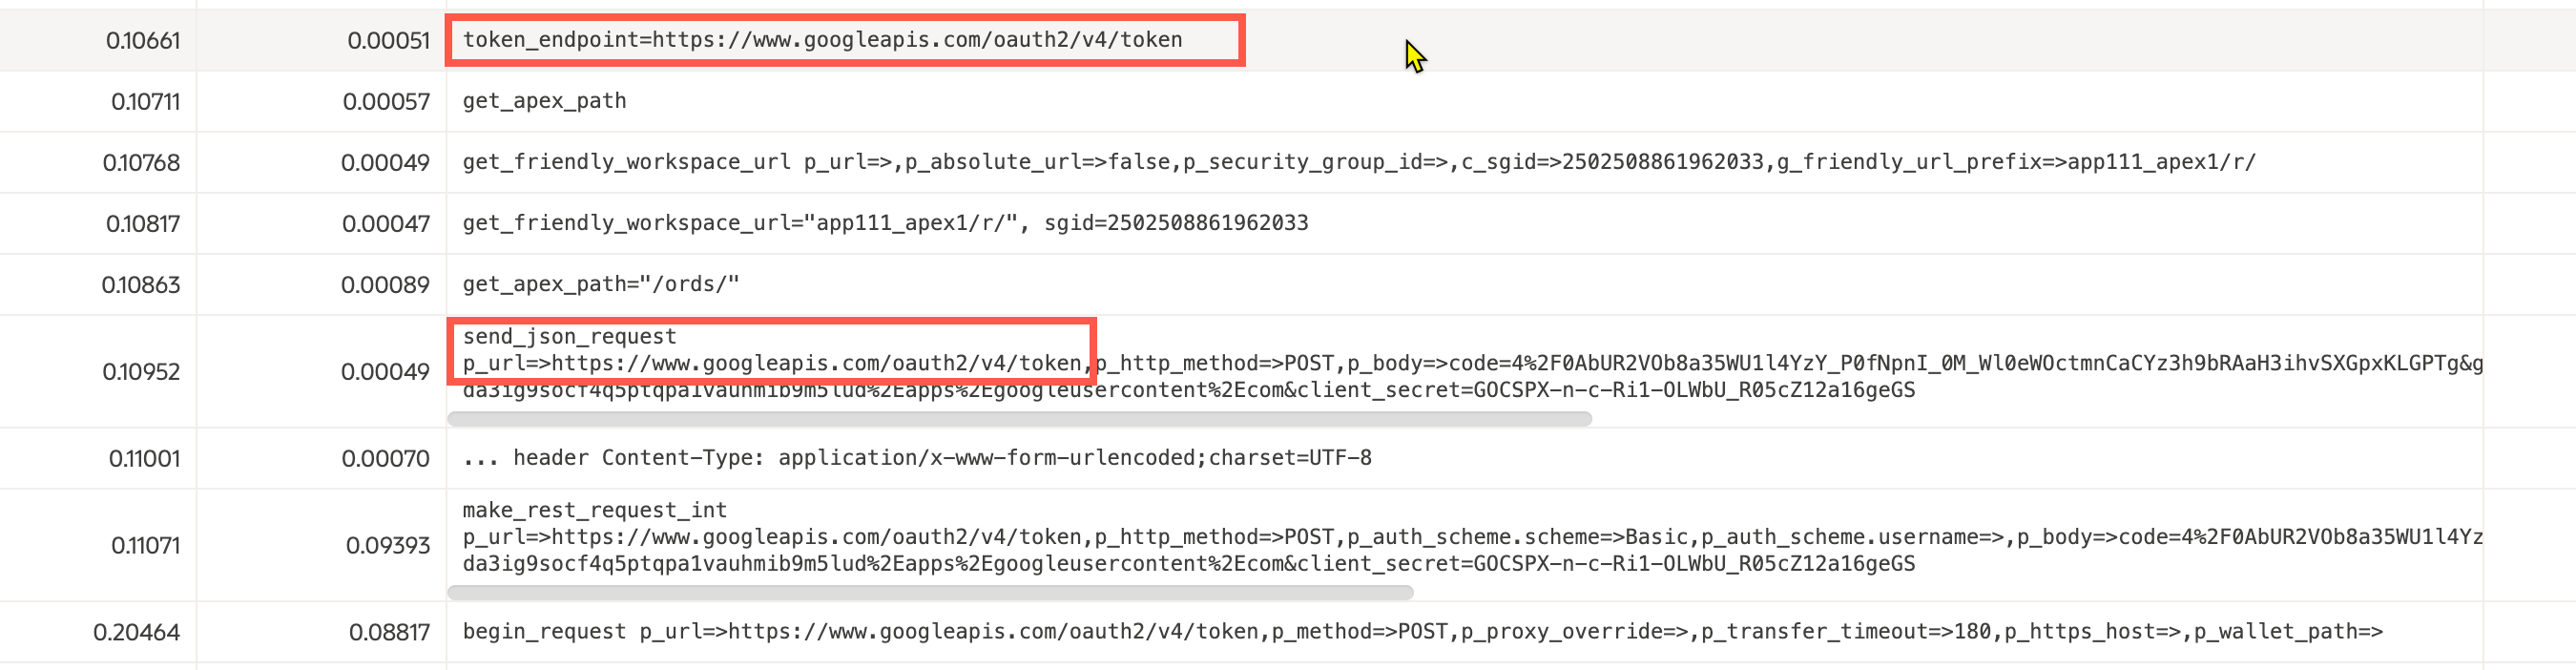 0.10661 0.00051 token_endpoint=https://www.googleapis.com/oauth2/v4/token
0.10711 0.00057 get_apex_path
0.10768 0.00049 get_friendly_workspace_url p_url=>,p_absolute_url=>false,p_security_group_id=>,c_sgid=>2502508861962033,g_friendly_url_prefix=>app111_apex1/r/
0.10817 0.00047 get_friendly_workspace_url="app111_apex1/r/", sgid=2502508861962033
0.10863 0.00089 get_apex_path="/ords/"
send_json_request
0.10952 0.00049 p_url=>https://www.googleapis.com/oauth2/v4/token,p_http_method=>POST,p_body=>code=4%2F0AbUR2VOb8a35WU1l4YzY_P0fNpnI_0M_Wl0eWOctmnCaCYz3h9bRAaH3ihvSXGpxKLGPTg&g
da3ig9socf4q5ptqpa1vauhmib9m5lud%2Eapps%2Egoogleusercontent%2Ecom&client_secret=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
0.11001 0.00070 ... header Content-Type: application/x-www-form-urlencoded;charset=UTF-8
make_rest_request_int
0.11071 0.09393 p_url=>https://www.googleapis.com/oauth2/v4/token,p_http_method=>POST,p_auth_scheme.scheme=>Basic,p_auth_scheme.username=>,p_body=>code=4%2F0AbUR2VOb8a35WU1l4Yz
da3ig9socf4q5ptqpa1vauhmib9m5lud%2Eapps%2Egoogleusercontent%2Ecom&client_secret=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
0.20464 0.08817 begin_request p_url=>https://www.googleapis.com/oauth2/v4/token,p_method=>POST,p_proxy_override=>,p_transfer_timeout=>180,p_https_host=>,p_wallet_path=>